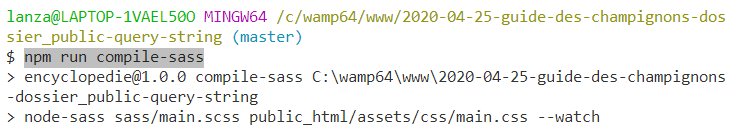 lanza@LAPTOP-1VAEL50O MINGW64 /c/wamp64/www/2020-04-25-guide-des-champignons-dos
sier_public-query-string (master)
$ npm run compile-sass
> encyclopedie@1.0.0 compile-sass C:\wamp64\www\2020-04-25-guide-des-champignons
-dossier_public-query-string
> node-sass sass/main.scss public_html/assets/css/main.css --watch